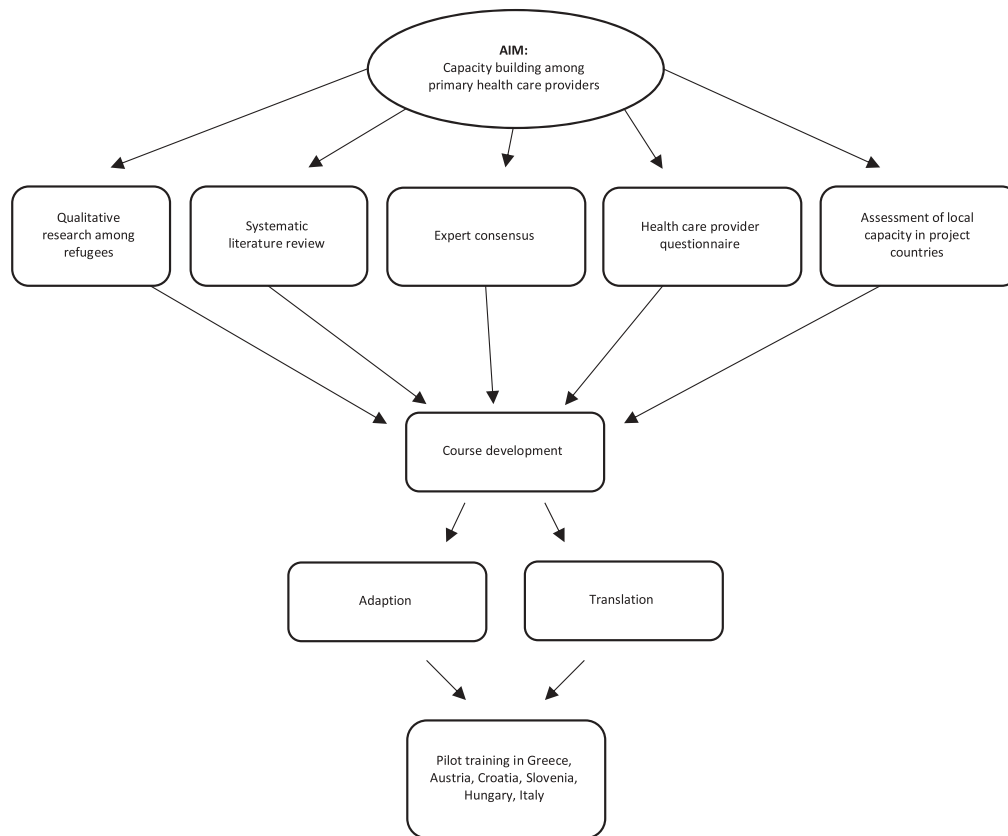 AIM:
Capacity building among
primary health care providers
Qualitative
research among
refugees
Systematic
literature review
Expert consensus
Health care provider
questionnaire
Assessment of local
capacity in project
countries
Course development
Adaption
Translation
Pilot training in Greece,
Austria, Croatia, Slovenia,
Hungary, Italy